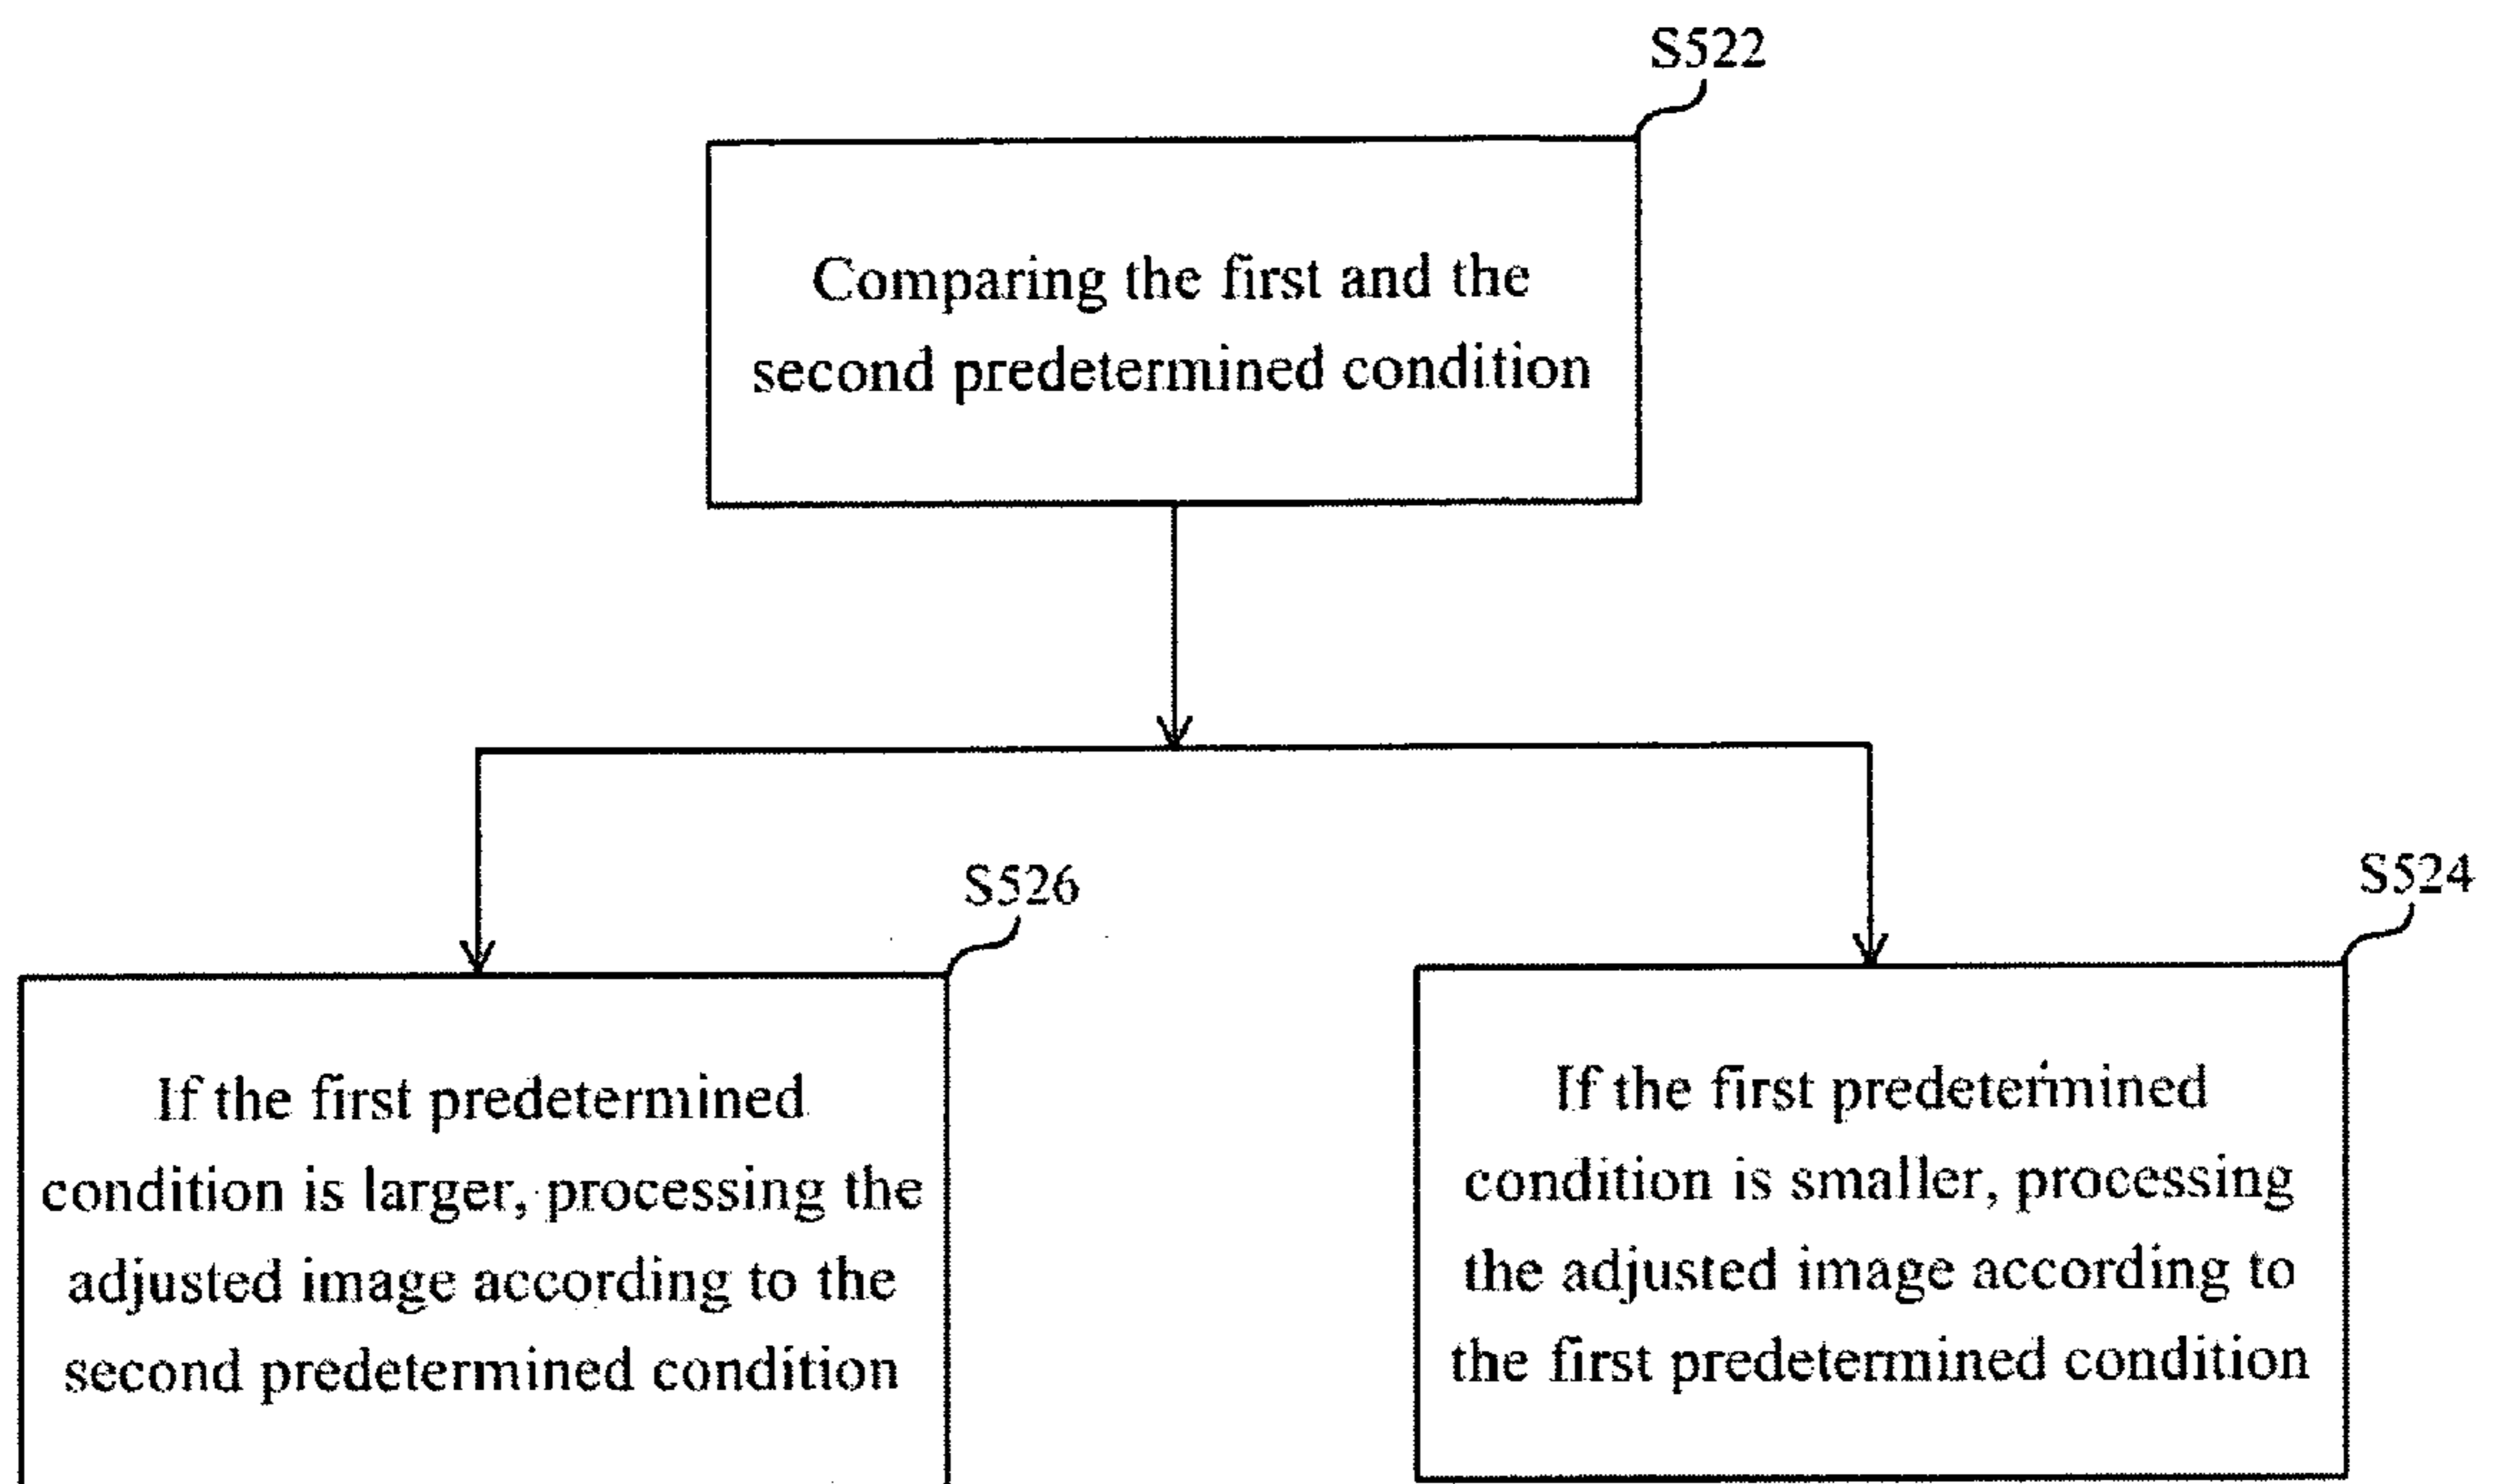 S522
Comparing the first and the
second predetermined condition
S526
If the first predetermined
condition is larger, processing the
adjusted image according to the
second predetermined condition
S524
If the first predetermined
condition is smaller, processing
the adjusted image according to
the first predetermined condition